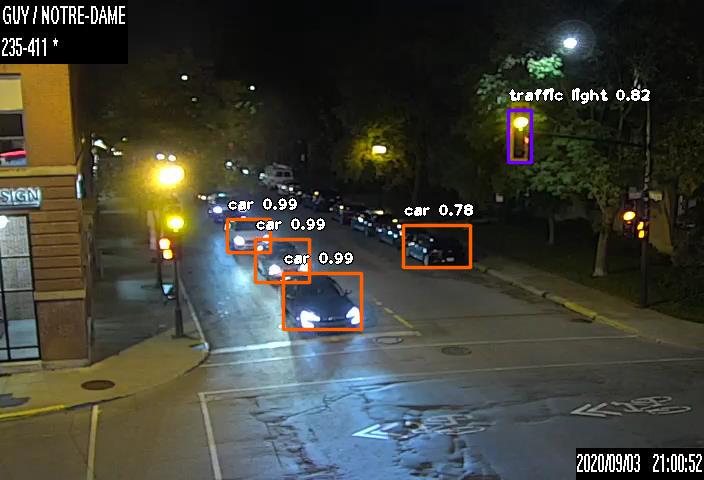 GUY / NOTRE-DAME
235-411 *
traffic light 0.82
SIGN
car 0.99
car 0.99
car 0.78
car 0.99
2020/09/03 21:00:52